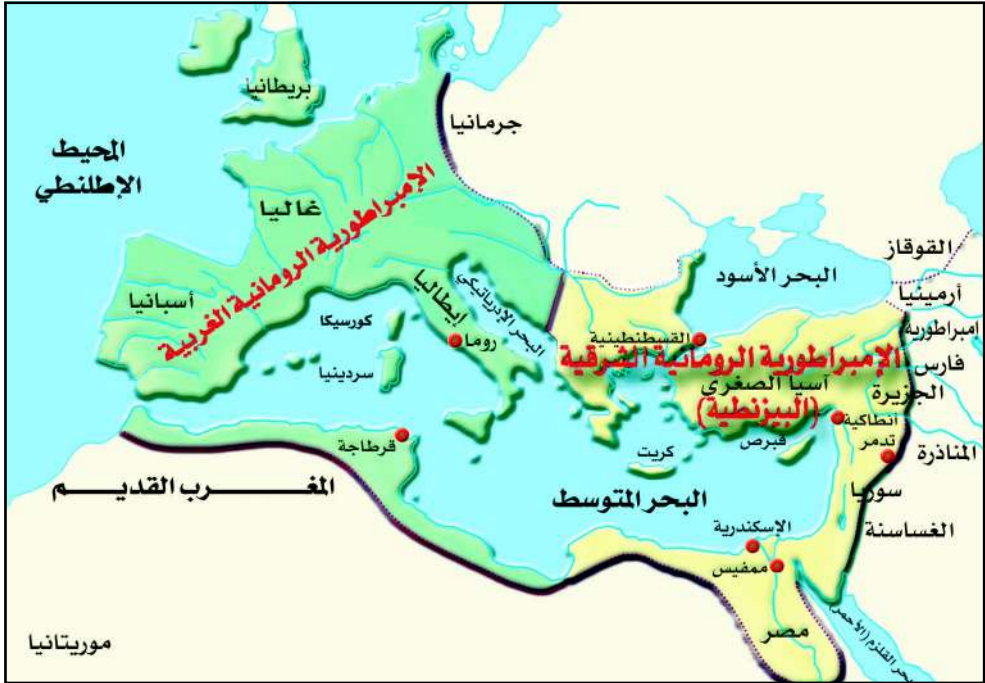 بريطانيا
جرمانيا
المحيط
الإطلنطي
غاليا
الإمبراطورية الرومانية الغربية
القوقاز
البحر الأسود
أرمينيا
إيطاليا
البحر الإدرياتيكي
أسبانيا
كورسيكا
روما
القسطنطينية
إمبراطورية
فارس
الإمبراطورية الرومانية الشرقية
سردينيا
آسيا الصغرى
الجزيرة
(البيزنطية)
أنطاكية
قرطاجة
قبرص
تدمر
كريت
المناذرة
المغرب القديم
البحر المتوسط
سوريا
الغساسنة
الإسكندرية
ممفيس
مصر
بحر القلزم (الأحمر)
موريتانيا